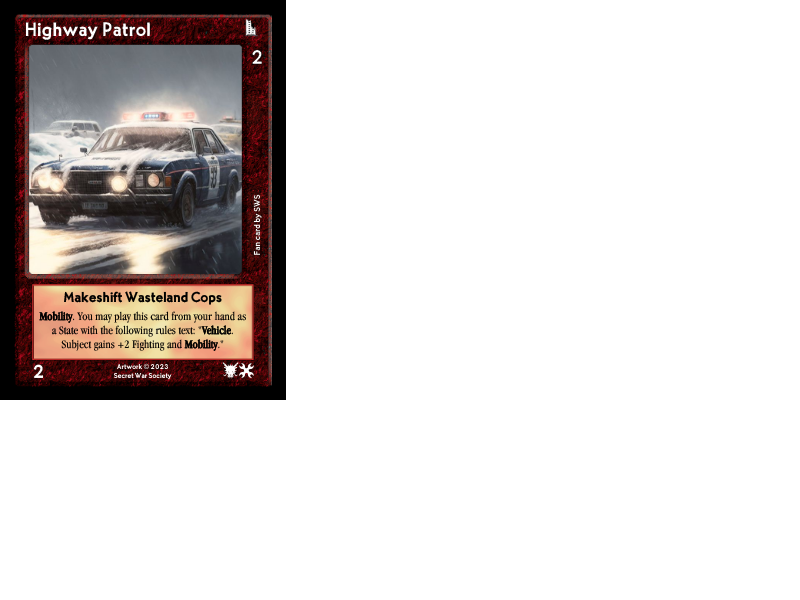 Highway Patrol
2
Fan card by SWS
Makeshift Wasteland Cops
Mobility. You may play this card from your hand as
a State with the following rules text: "Vehicle.
Subject gains +2 Fighting and Mobility."
2
Artwork © 2023
Secret War Society